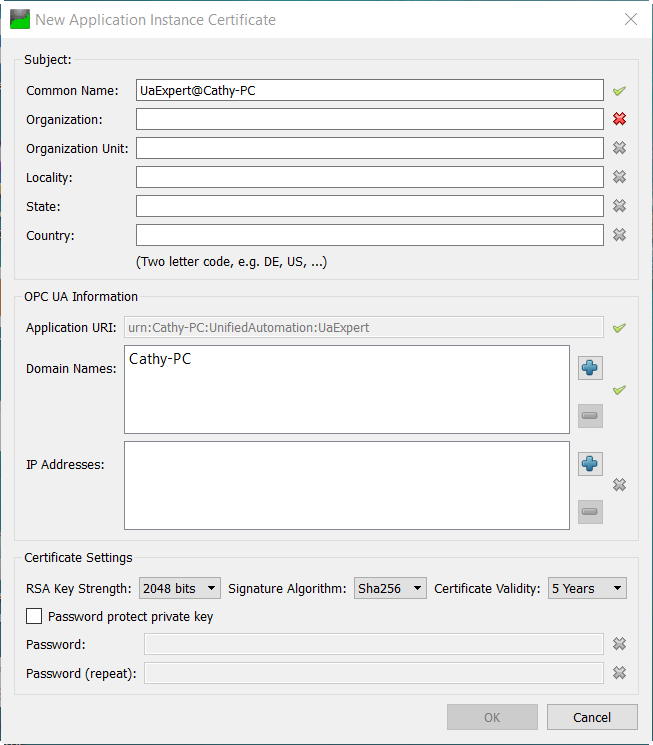 New Application Instance Certificate
Subject:
Common Name: UaExpert@Cathy-PC
Organization:
Organization Unit:
Locality:
State:
Country:
(Two letter code, e.g. DE, US, ...)
OPC UA Information
Application URI: urn:Cathy-PC:UnifiedAutomation:UaExpert
Domain Names: Cathy-PC
IP Addresses:
Certificate Settings
RSA Key Strength: 2048 bits Signature Algorithm: Sha256 Certificate Validity: 5 Years
Password protect private key
Password:
Password (repeat):
OK Cancel